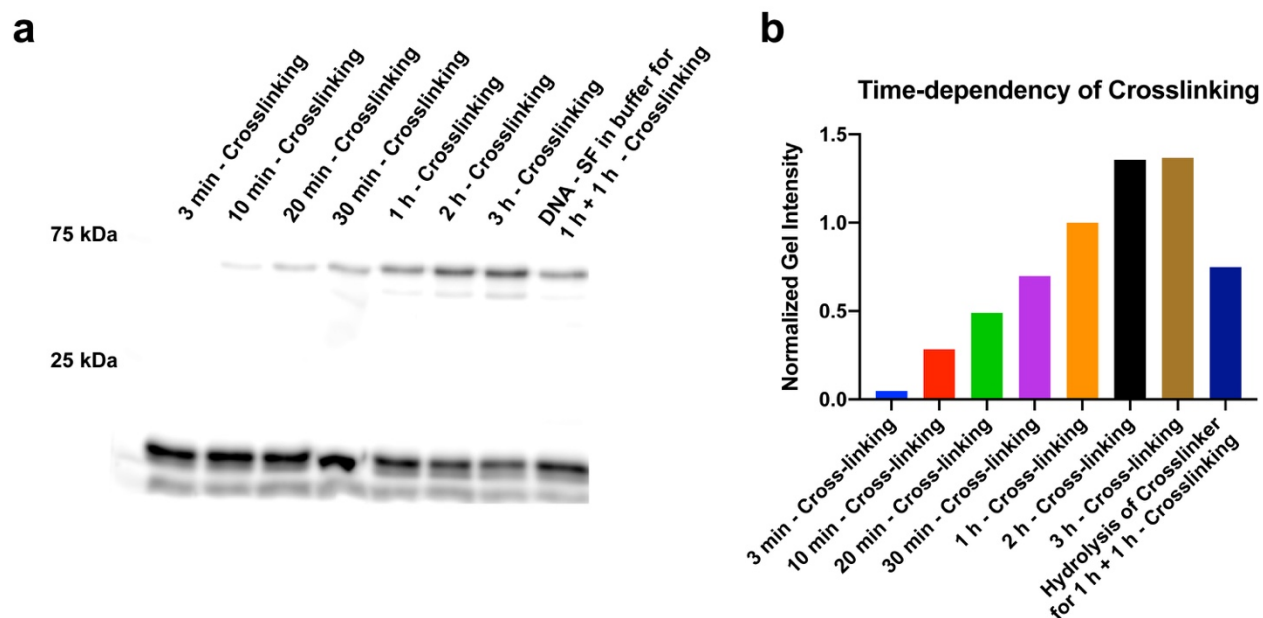 a
3 min - Crosslinking
10 min - Crosslinking
20 min - Crosslinking
30 min - Crosslinking
1 h - Crosslinking
2 h - Crosslinking
3 h - Crosslinking
DNA - SF in buffer for
1 h + 1 h - Crosslinking
75 kDa
25 kDa
b
Time-dependency of Crosslinking
Normalized Gel Intensity
1.5
1.0
0.5
0.0
3 min - Cross-linking
10 min - Cross-linking
20 min - Cross-linking
30 min - Cross-linking
1 h - Cross-linking
2 h - Cross-linking
3 h - Cross-linking
Hydrolysis of Crosslinker
for 1 h + 1 h - Crosslinking